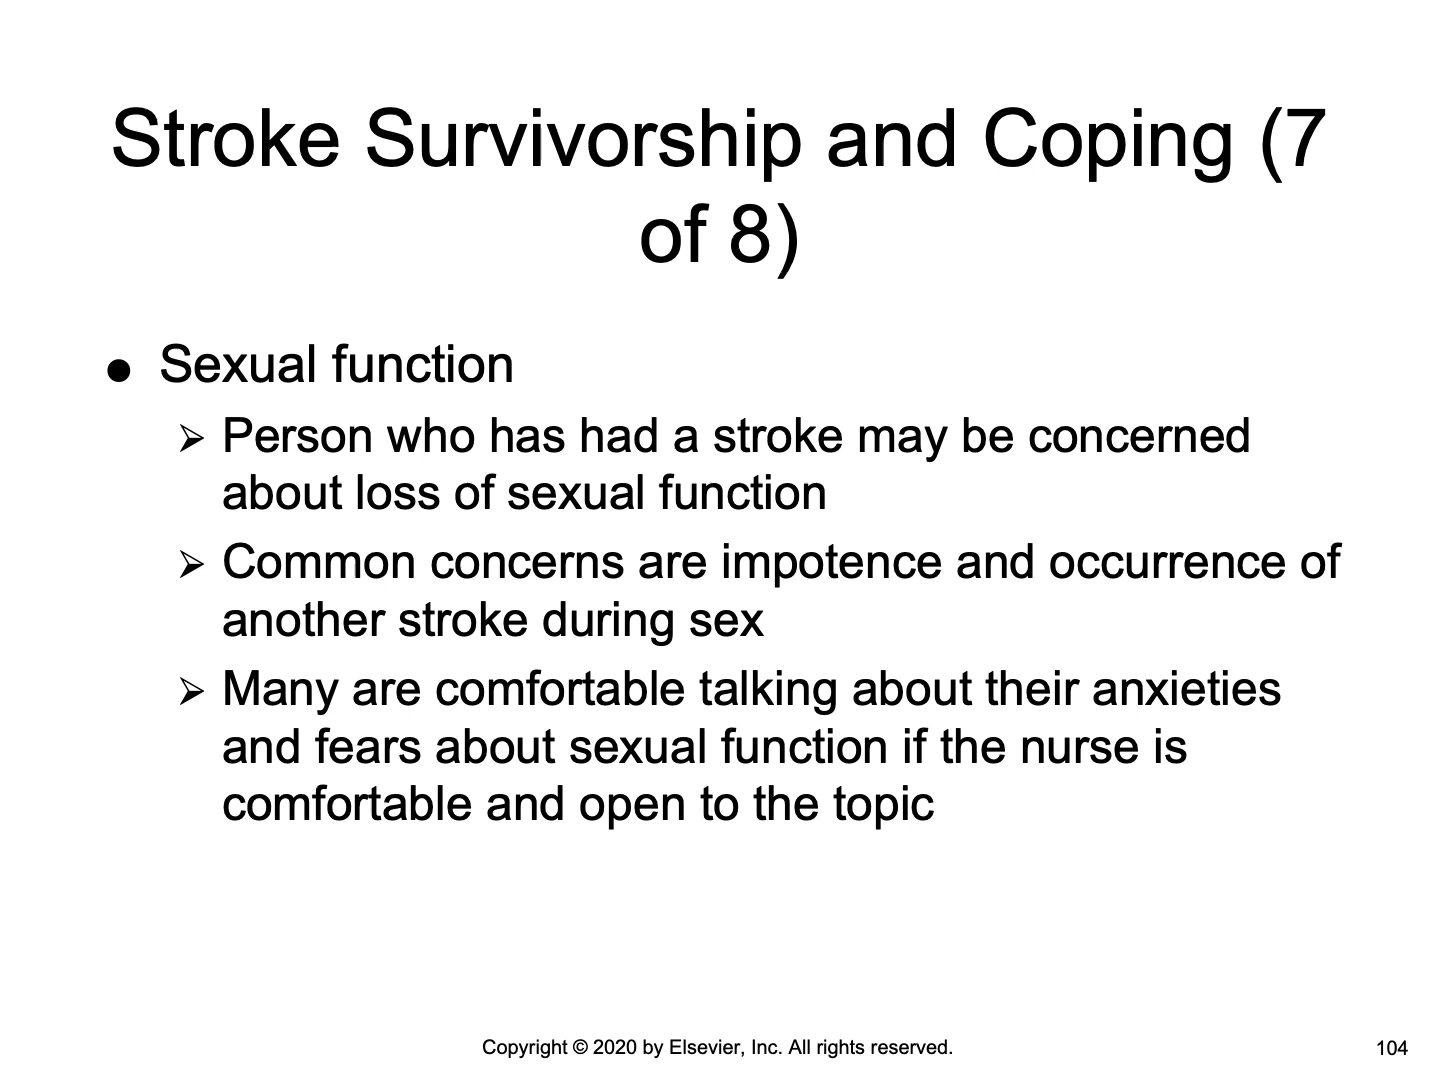 Stroke Survivorship and Coping (7
of 8)
● Sexual function
➢ Person who has had a stroke may be concerned
about loss of sexual function
➢ Common concerns are impotence and occurrence of
another stroke during sex
➢ Many are comfortable talking about their anxieties
and fears about sexual function if the nurse is
comfortable and open to the topic
Copyright © 2020 by Elsevier, Inc. All rights reserved.
104